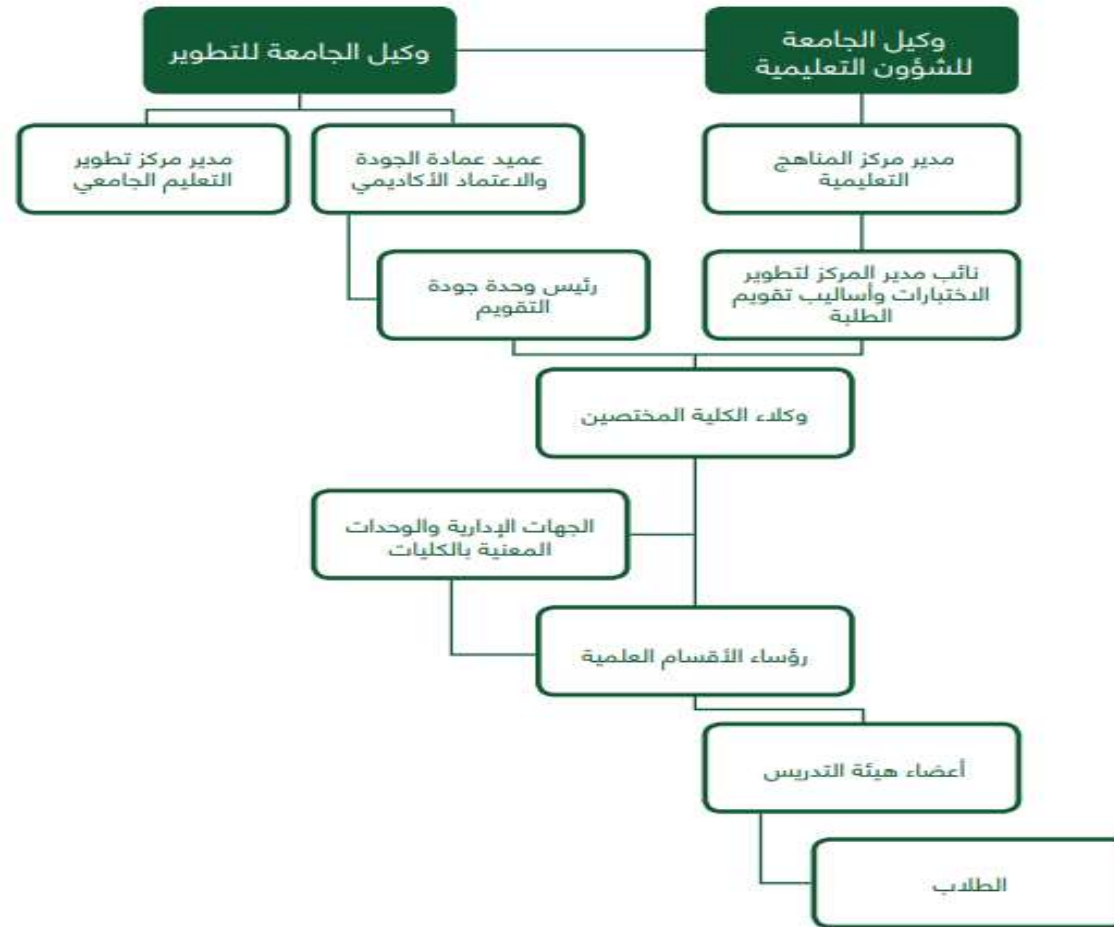 وكيل الجامعة
للشؤون التعليمية
وكيل الجامعة للتطوير
مدير مركز المناهج
التعليمية
عميد عمادة الجودة
والاعتماد الأكاديمي
مدير مركز تطوير
التعليم الجامعي
نائب مدير المركز لتطوير
الاختبارات وأساليب تقويم
الطلبة
رئيس وحدة جودة
التقويم
وكلاء الكلية المختصين
الجهات الإدارية والوحدات
المعنية بالكليات
رؤساء الأقسام العلمية
أعضاء هيئة التدريس
الطلاب